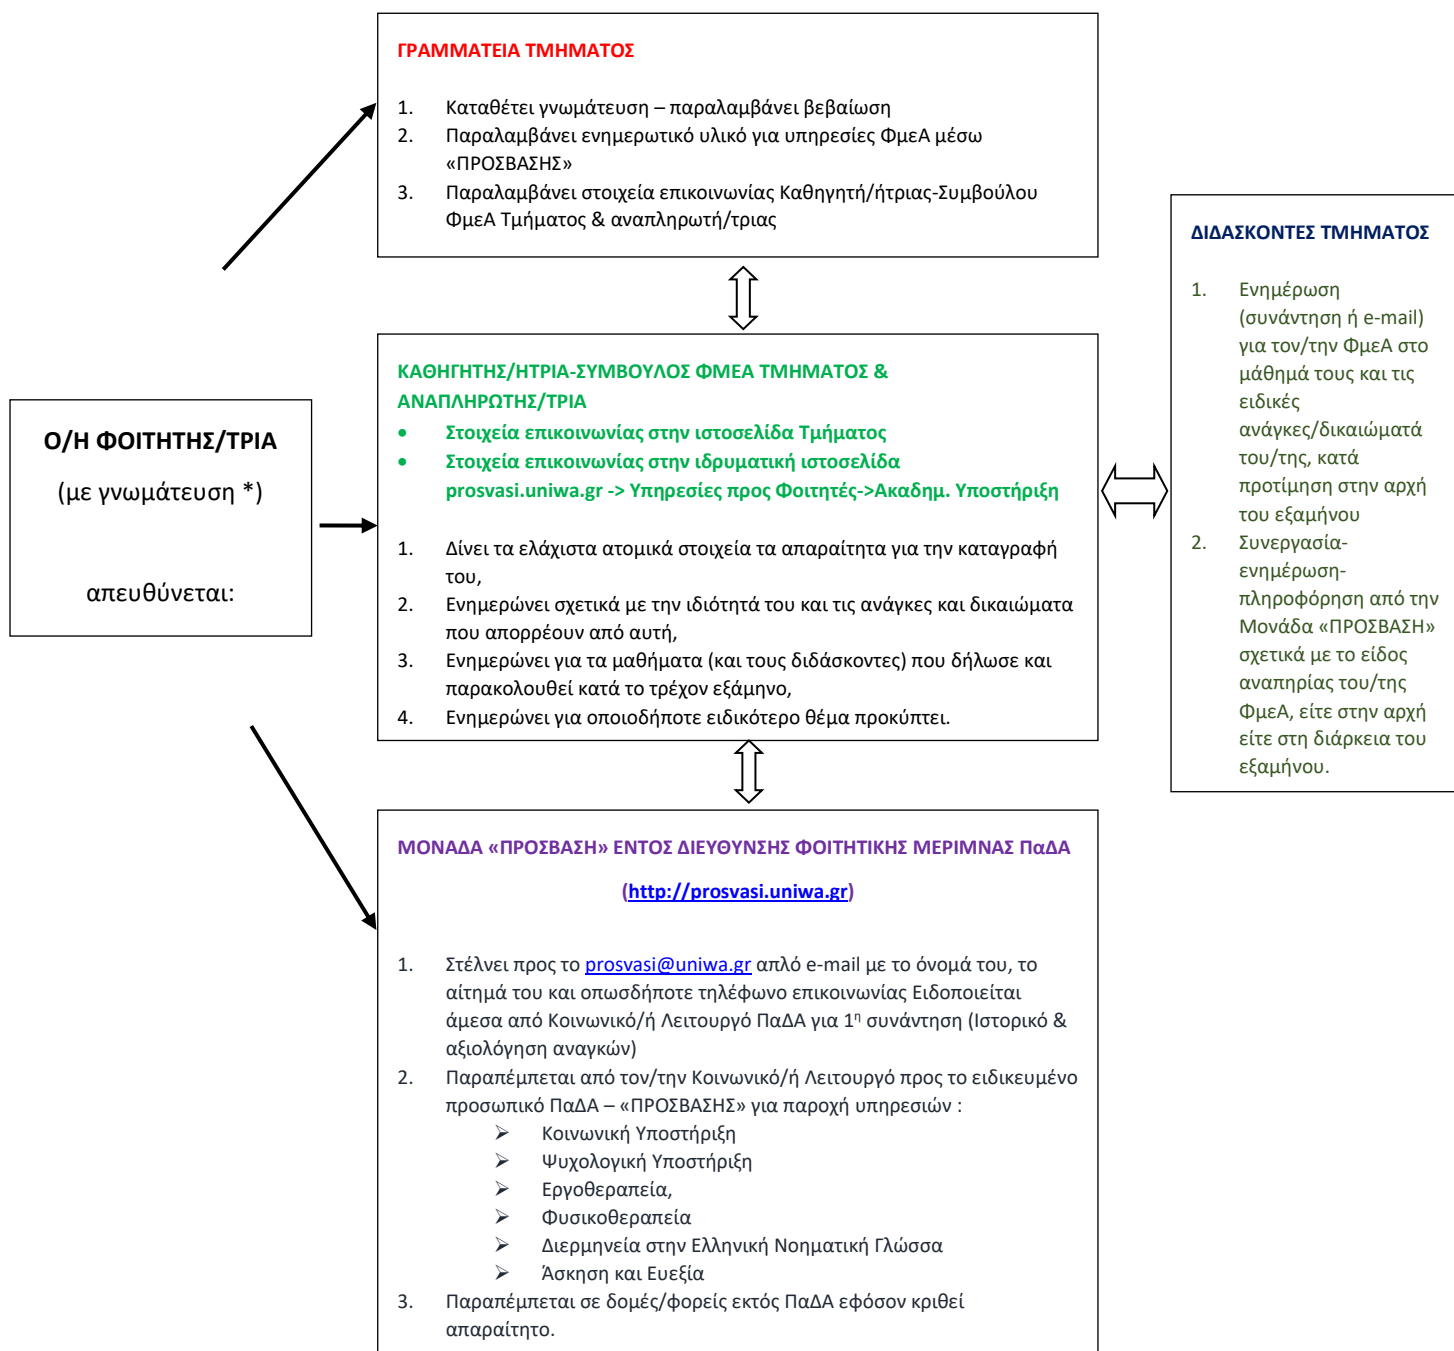 ΓΡΑΜΜΑΤΕΙΑ ΤΜΗΜΑΤΟΣ
1. Καταθέτει γνωμάτευση – παραλαμβάνει βεβαίωση
2. Παραλαμβάνει ενημερωτικό υλικό για υπηρεσίες ΦμεΑ μέσω
«ΠΡΟΣΒΑΣΗΣ»
3. Παραλαμβάνει στοιχεία επικοινωνίας Καθηγητή/ήτριας-Συμβούλου
ΦμεΑ Τμήματος & αναπληρωτή/τριας
Ο/Η ΦΟΙΤΗΤΗΣ/ΤΡΙΑ
(με γνωμάτευση *)
απευθύνεται:
ΚΑΘΗΓΗΤΗΣ/ΗΤΡΙΑ-ΣΥΜΒΟΥΛΟΣ ΦΜΕΑ ΤΜΗΜΑΤΟΣ &
ΑΝΑΠΛΗΡΩΤΗΣ/ΤΡΙΑ
• Στοιχεία επικοινωνίας στην ιστοσελίδα Τμήματος
• Στοιχεία επικοινωνίας στην ιδρυματική ιστοσελίδα
prosvasi.uniwa.gr -> Υπηρεσίες προς Φοιτητές->Ακαδημ. Υποστήριξη
1. Δίνει τα ελάχιστα ατομικά στοιχεία τα απαραίτητα για την καταγραφή
του,
2. Ενημερώνει σχετικά με την ιδιότητά του και τις ανάγκες και δικαιώματα
που απορρέουν από αυτή,
3. Ενημερώνει για τα μαθήματα (και τους διδάσκοντες) που δήλωσε και
παρακολουθεί κατά το τρέχον εξάμηνο,
4. Ενημερώνει για οποιοδήποτε ειδικότερο θέμα προκύπτει.
ΔΙΔΑΣΚΟΝΤΕΣ ΤΜΗΜΑΤΟΣ
1. Ενημέρωση
(συνάντηση ή e-mail)
για τον/την ΦμεΑ στο
μάθημά τους και τις
ειδικές
ανάγκες/δικαιώματά
του/της, κατά
προτίμηση στην αρχή
του εξαμήνου
2. Συνεργασία-
ενημέρωση-
πληροφόρηση από την
Μονάδα «ΠΡΟΣΒΑΣΗ»
σχετικά με το είδος
αναπηρίας του/της
ΦμεΑ, είτε στην αρχή
είτε στη διάρκεια του
εξαμήνου.
ΜΟΝΑΔΑ «ΠΡΟΣΒΑΣΗ» ΕΝΤΟΣ ΔΙΕΥΘΥΝΣΗΣ ΦΟΙΤΗΤΙΚΗΣ ΜΕΡΙΜΝΑΣ ΠαΔΑ
(http://prosvasi.uniwa.gr)
1. Στέλνει προς το prosvasi@uniwa.gr απλό e-mail με το όνομά του, το
αίτημά του και οπωσδήποτε τηλέφωνο επικοινωνίας Ειδοποιείται
άμεσα από Κοινωνικό/ή Λειτουργό ΠαΔΑ για 1η συνάντηση (Ιστορικό &
αξιολόγηση αναγκών)
2. Παραπέμπεται από τον/την Κοινωνικό/ή Λειτουργό προς το ειδικευμένο
προσωπικό ΠαΔΑ – «ΠΡΟΣΒΑΣΗΣ» για παροχή υπηρεσιών :
➢ Κοινωνική Υποστήριξη
➢ Ψυχολογική Υποστήριξη
➢ Εργοθεραπεία,
➢ Φυσικοθεραπεία
➢ Διερμηνεία στην Ελληνική Νοηματική Γλώσσα
➢ Άσκηση και Ευεξία
3. Παραπέμπεται σε δομές/φορείς εκτός ΠαΔΑ εφόσον κριθεί
απαραίτητο.